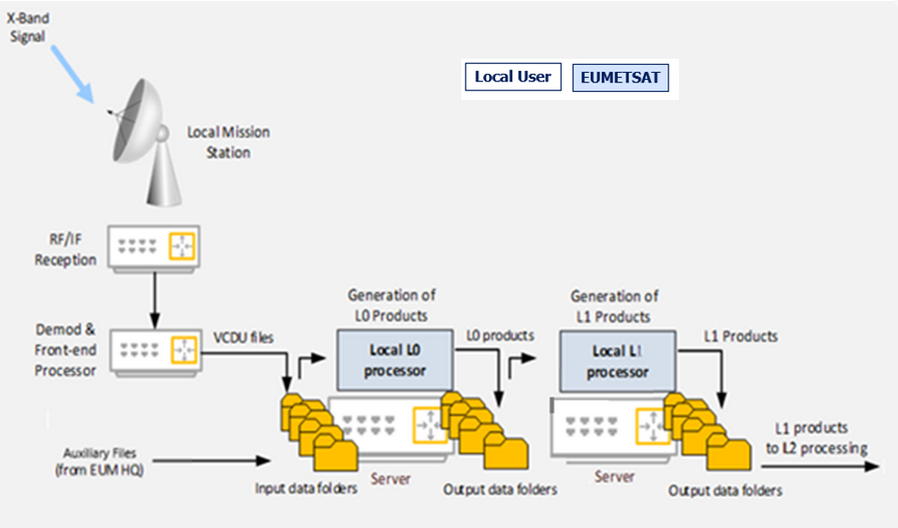 X-Band
Signal
Local User
EUMETSAT
Local Mission
Station
RF/IF
Reception
Generation of
L0 Products
Generation of
L1 Products
Demod &
Front-end
Processor
VCDU files
Local L0
processor
L0 products
Local L1
processor
L1 Products
Auxiliary Files
(from EUM HQ)
L1 products
to L2 processing
Input data folders
Server
Output data folders
Server
Output data folders